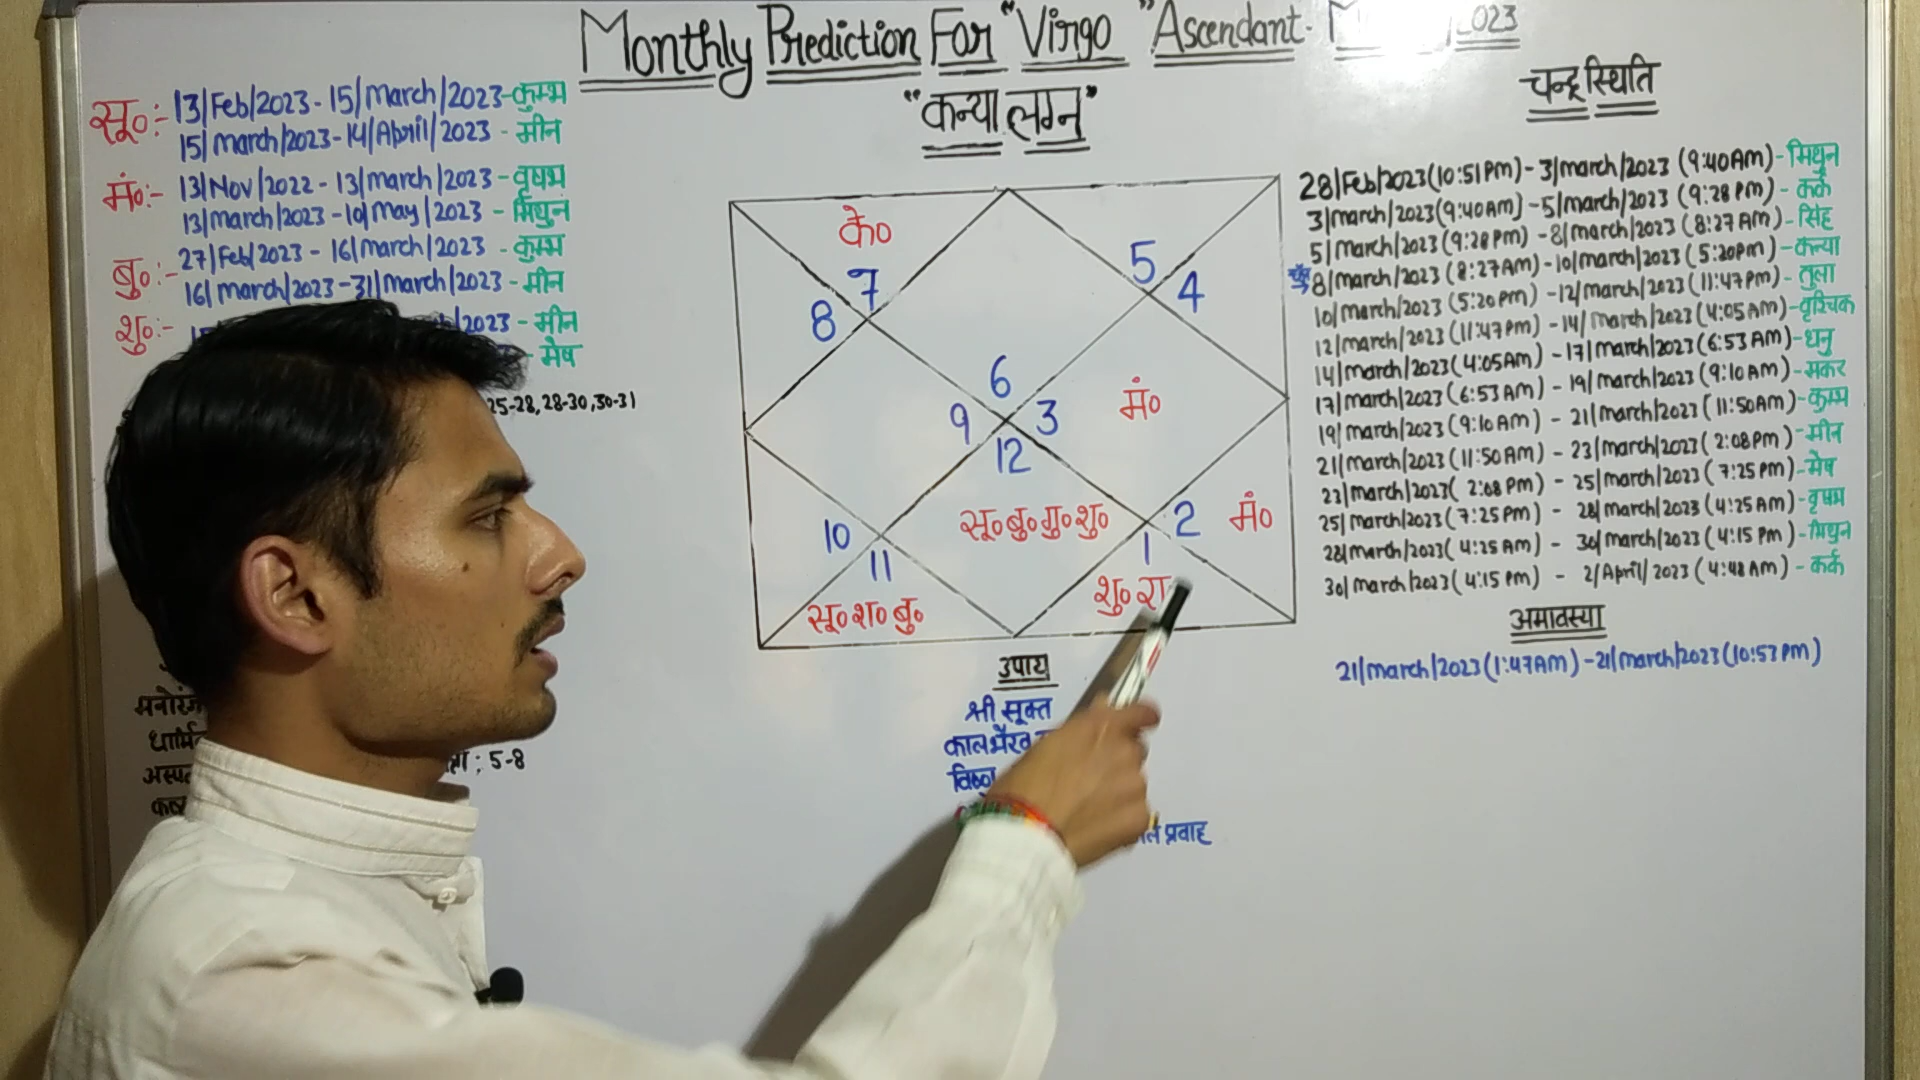 Monthly Prediction For "Virgo" Ascendant- 2023
"कन्या लग्न"
सू०:- 13/Feb/2023 - 15/March/2023 - कुम्भ
15/march/2023 - 14/April/2023 - मीन
मं०:- 13/Nov/2022 - 13/march/2023 - वृषभ
13/march/2023 - 10/May/2023 - मिथुन
बु०:- 27/Feb/2023 - 16/march/2023 - कुम्भ
16/march/2023 - 31/March/2023 - मीन
शु०:- /2023 - मीन
- मेष
25-28, 28-30, 30-31
; 5-8
के०
7
8
5
4
6
9
3
12
मं०
सू० बु० गु० शु०
10
11
सू० श० बु०
2
मं०
1
शु० रा
उपाय
श्री सूक्त
प्रवाह
चन्द्र स्थिति
28/Feb/2023 (10:51 Pm) - 3/march/2023 (9:40 Am) - मिथुन
3/march/2023 (9:40 Am) - 5/march/2023 (9:28 Pm) - कर्क
5/march/2023 (9:28 Pm) - 8/march/2023 (8:27 Am) - सिंह
8/march/2023 (8:27 Am) - 10/march/2023 (5:20 pm) - कन्या
10/march/2023 (5:20 Pm) - 12/march/2023 (11:47 Pm) - तुला
12/march/2023 (11:47 Pm) - 14/march/2023 (4:05 Am) - वृश्चिक
14/march/2023 (4:05 Am) - 17/march/2023 (6:53 Am) - धनु
17/march/2023 (6:53 Am) - 19/march/2023 (9:10 Am) - मकर
19/march/2023 (9:10 Am) - 21/march/2023 (11:50 Am) - कुम्भ
21/march/2023 (11:50 Am) - 23/march/2023 (2:08 Pm) - मीन
23/march/2023 (2:08 Pm) - 25/march/2023 (7:25 Pm) - मेष
25/march/2023 (7:25 Pm) - 28/march/2023 (4:25 Am) - वृषभ
28/march/2023 (4:25 Am) - 30/march/2023 (4:15 Pm) - मिथुन
30/march/2023 (4:15 Pm) - 2/April/2023 (4:48 Am) - कर्क
अमावस्या
21/march/2023 (1:47 Am) - 21/march/2023 (10:53 Pm)